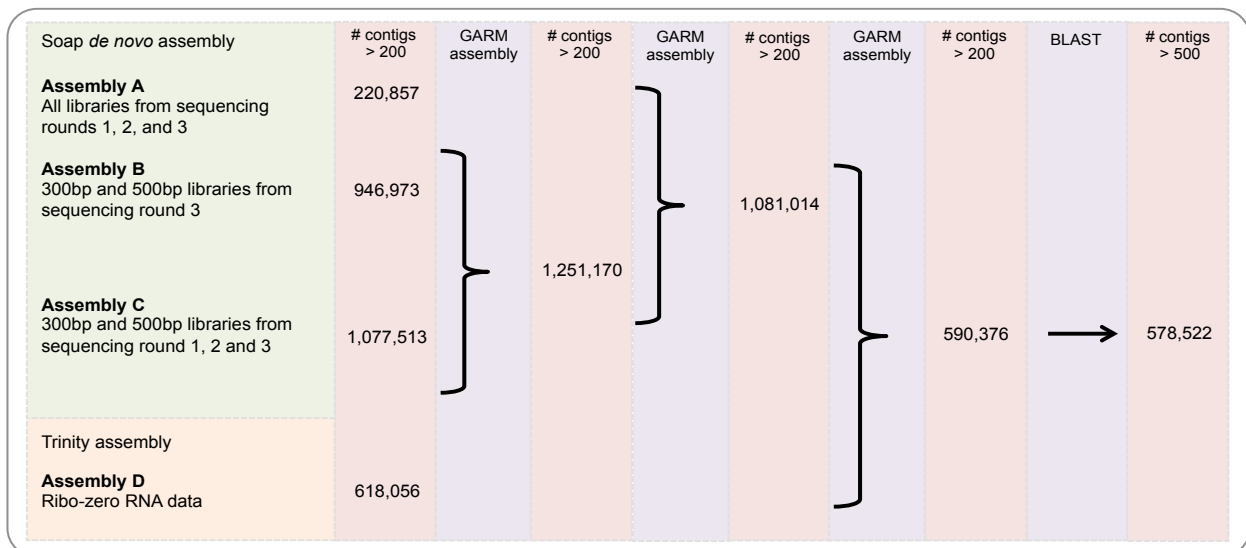 Soap de novo assembly
# contigs
> 200
GARM
assembly
# contigs
> 200
GARM
assembly
# contigs
> 200
GARM
assembly
# contigs
> 200
BLAST
# contigs
> 500
Assembly A
All libraries from sequencing
rounds 1, 2, and 3
220,857
Assembly B
300bp and 500bp libraries from
sequencing round 3
946,973
1,081,014
1,251,170
Assembly C
300bp and 500bp libraries from
sequencing round 1, 2 and 3
1,077,513
590,376
578,522
Trinity assembly
Assembly D
Ribo-zero RNA data
618,056